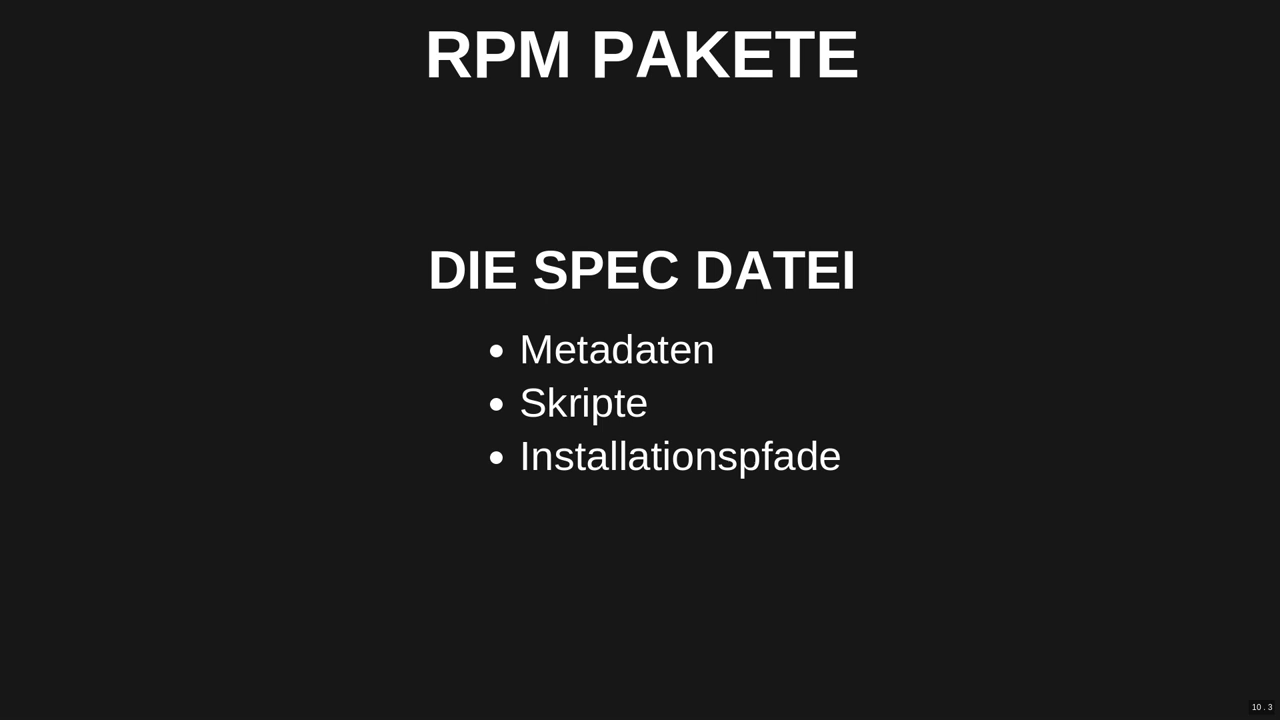 RPM PAKETE
DIE SPEC DATEI
• Metadaten
• Skripte
• Installationspfade
10 . 3